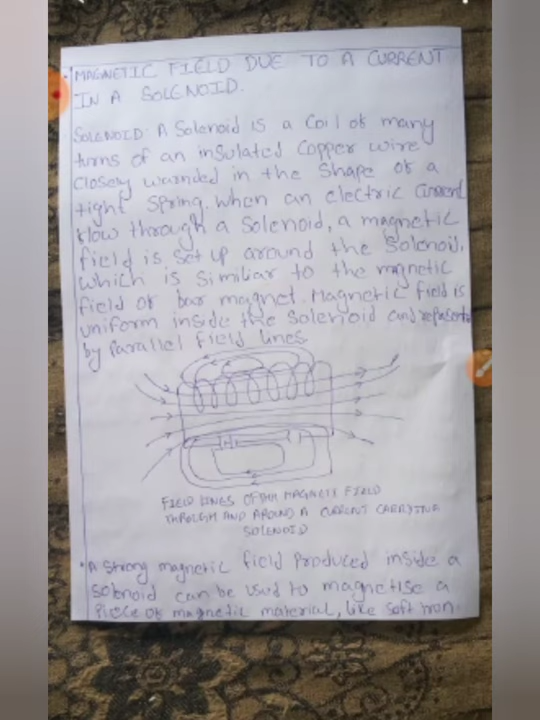 MAGNETIC FIELD DUE TO A CURRENT
IN A SOLENOID.
SOLENOID: A Solenoid is a Coil of many
turns of an insulated Copper wire
Closely warnded in the Shape of a
tight Spring. When an electric Current
flow through a Solenoid, a magnetic
field is Set up around the Solenoid.
Which is Similiar to the magnetic
field of bar magnet. Magnetic field is
uniform inside the Solenoid and represented
by Parallel field lines.
FIELD LINES OF THE MAGNETIC FIELD
THROUGH AND AROUND A CURRENT CARRYING
SOLENOID
• A Strong magnetic field Produced inside a
Solenoid can be used to magnetise a
Piece of magnetic material, like Soft iron.